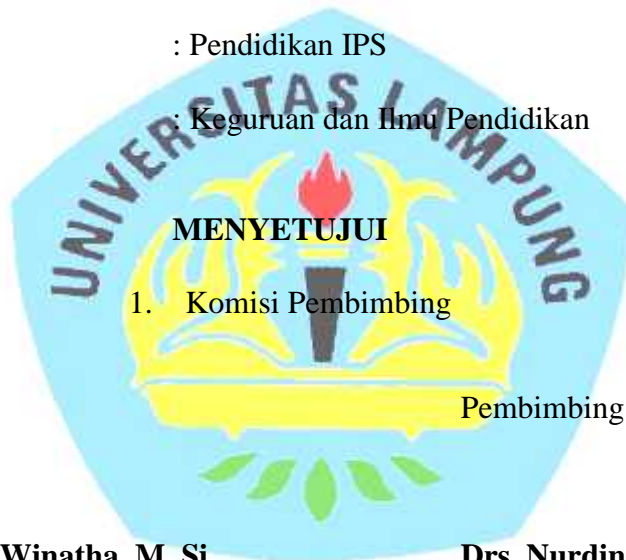 : Pendidikan IPS
UNIVERSITAS LAMPUNG
: Keguruan dan Ilmu Pendidikan
MENYETUJUI
1. Komisi Pembimbing
Pembimbing
Winatha, M. Si
Drs. Nurdin